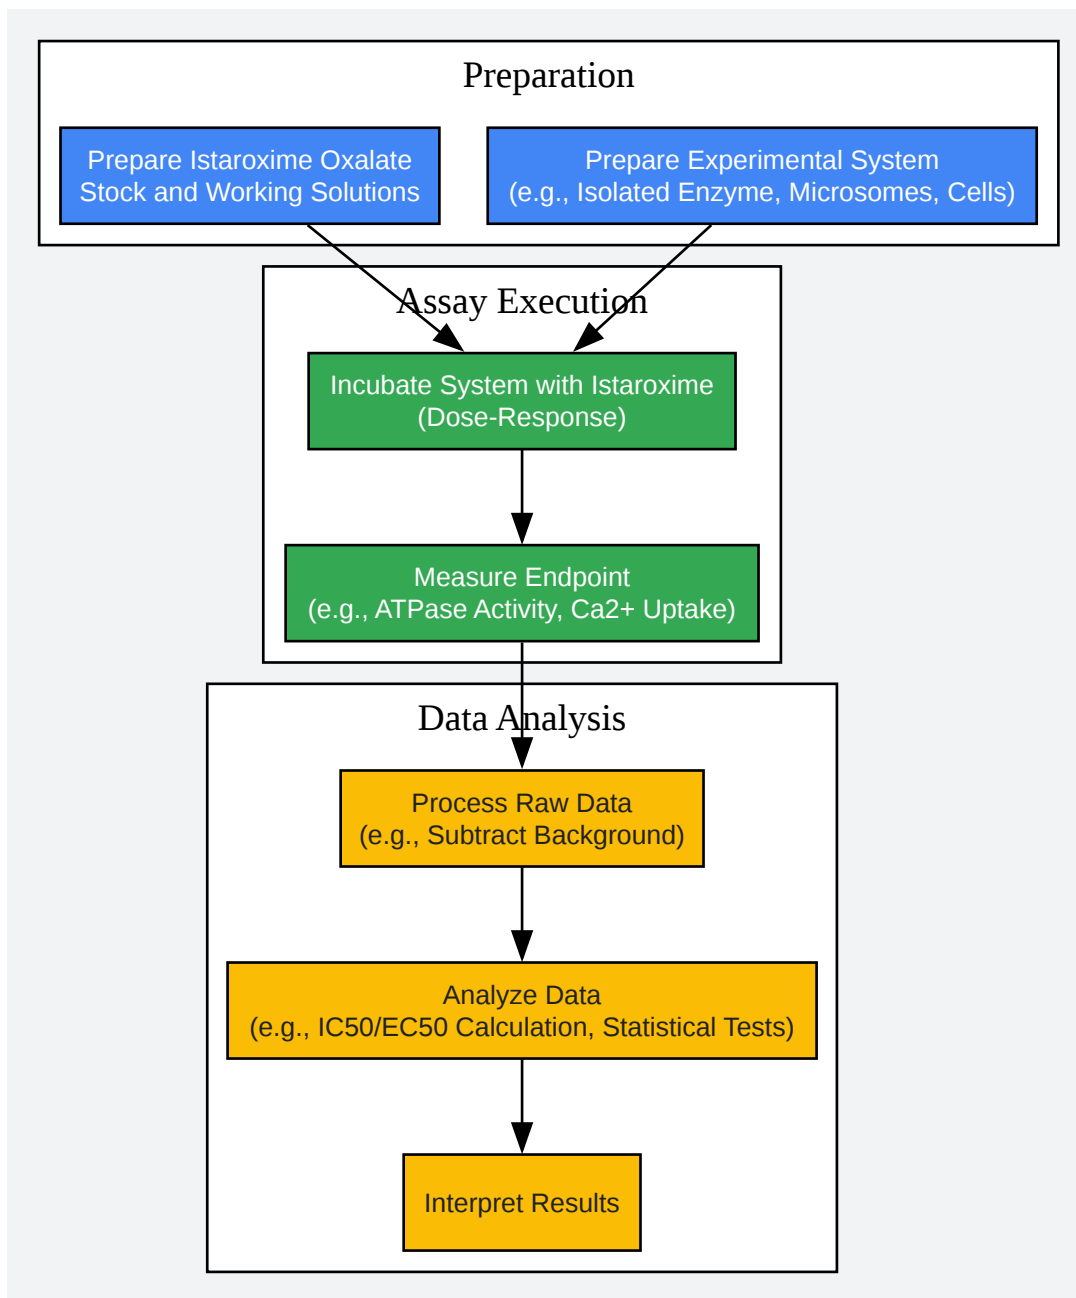 Preparation
Prepare Istaroxime Oxalate
Stock and Working Solutions
Prepare Experimental System
(e.g., Isolated Enzyme, Microsomes, Cells)
Assay Execution
Incubate System with Istaroxime
(Dose-Response)
Measure Endpoint
(e.g., ATPase Activity, Ca2+ Uptake)
Data Analysis
Process Raw Data
(e.g., Subtract Background)
Analyze Data
(e.g., IC50/EC50 Calculation, Statistical Tests)
Interpret Results